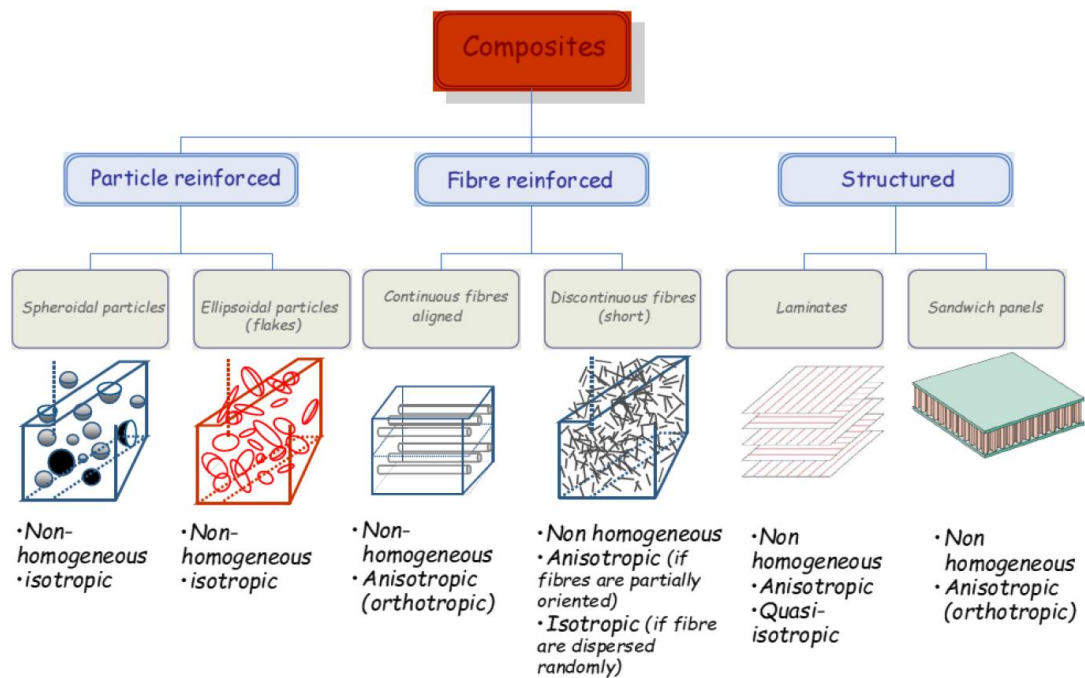 Composites
Particle reinforced
Fibre reinforced
Structured
Spheroidal particles
Ellipsoidal particles
(flakes)
Continuous fibres
aligned
Discontinuous fibres
(short)
Laminates
Sandwich panels
•Non-
homogeneous
•isotropic
•Non-
homogeneous
•isotropic
•Non-
homogeneous
•Anisotropic
(orthotropic)
•Non homogeneous
•Anisotropic (if
fibres are partially
oriented)
•Isotropic (if fibre
are dispersed
randomly)
•Non
homogeneous
•Anisotropic
•Quasi-
isotropic
•Non
homogeneous
•Anisotropic
(orthotropic)